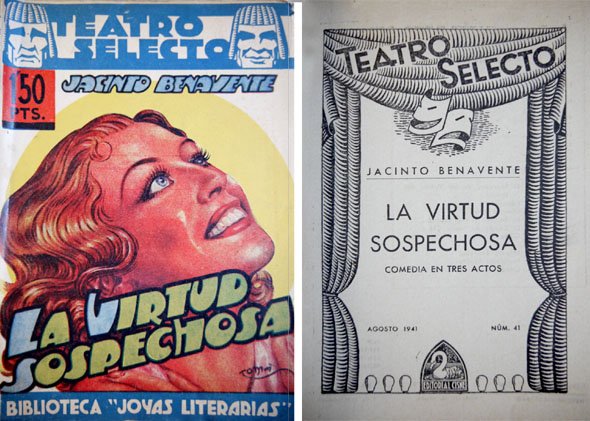 TEATRO
SELECTO
JACINTO BENAVENTE
1'50
PTS.
LA VIRTUD
SOSPECHOSA
BIBLIOTECA "JOYAS LITERARIAS"
TEATRO SELECTO
JACINTO BENAVENTE
LA VIRTUD
SOSPECHOSA
COMEDIA EN TRES ACTOS
AGOSTO 1941 NÚM. 41
EDITORIAL CISNE